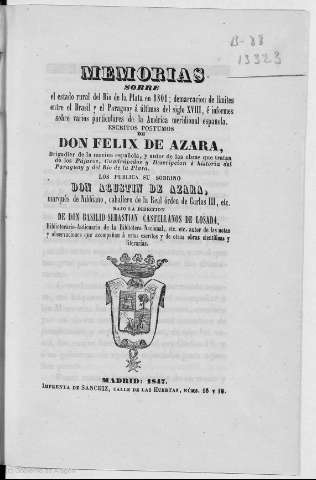 B-88
13323
MEMORIAS
SOBRE
el estado rural del Rio de la Plata en 1801; demarcacion de límites
entre el Brasil y el Paraguay á últimos del siglo XVIII, é informes
sobre varios particulares de la América meridional española.
ESCRITOS POSTUMOS
DE
DON FELIX DE AZARA,
Brigadier de la marina española, y autor de las obras que tratan
de los Pájaros, Cuadrúpedos y Descripcion é historia del
Paraguay y del Rio de la Plata.
LOS PUBLICA SU SOBRINO
DON AGUSTIN DE AZARA,
marqués de Nibbiano, caballero de la Real órden de Carlos III, etc.
BAJO LA DIRECCION
DE DON BASILIO SEBASTIAN CASTELLANOS DE LOSADA,
Bibliotecario-Anticuario de la Biblioteca Nacional, etc. etc. autor de las notas
y observaciones que acompañan á estos escritos y de otras obras científicas y
literarias.
MADRID: 1847.
IMPRENTA DE SANCHIZ, CALLE DE LAS HUERTAS, NÚMS. 16 Y 18.